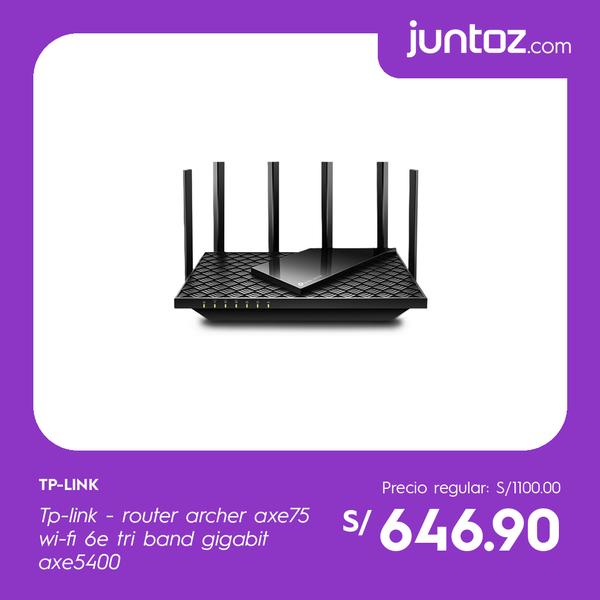 juntoz.com
TP-LINK
Tp-link - router archer axe75
wi-fi 6e tri band gigabit
axe5400
Precio regular: S/1100.00
S/ 646.90